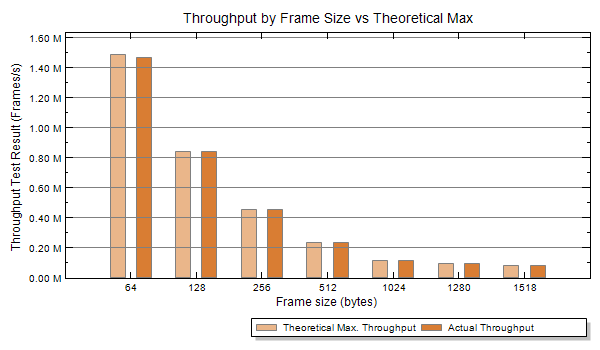 Throughput by Frame Size vs Theoretical Max
Throughput Test Result (Frames/s)
1.60 M
1.40 M
1.20 M
1.00 M
0.80 M
0.60 M
0.40 M
0.20 M
0.00 M
64 128 256 512 1024 1280 1518
Frame size (bytes)
Theoretical Max. Throughput Actual Throughput